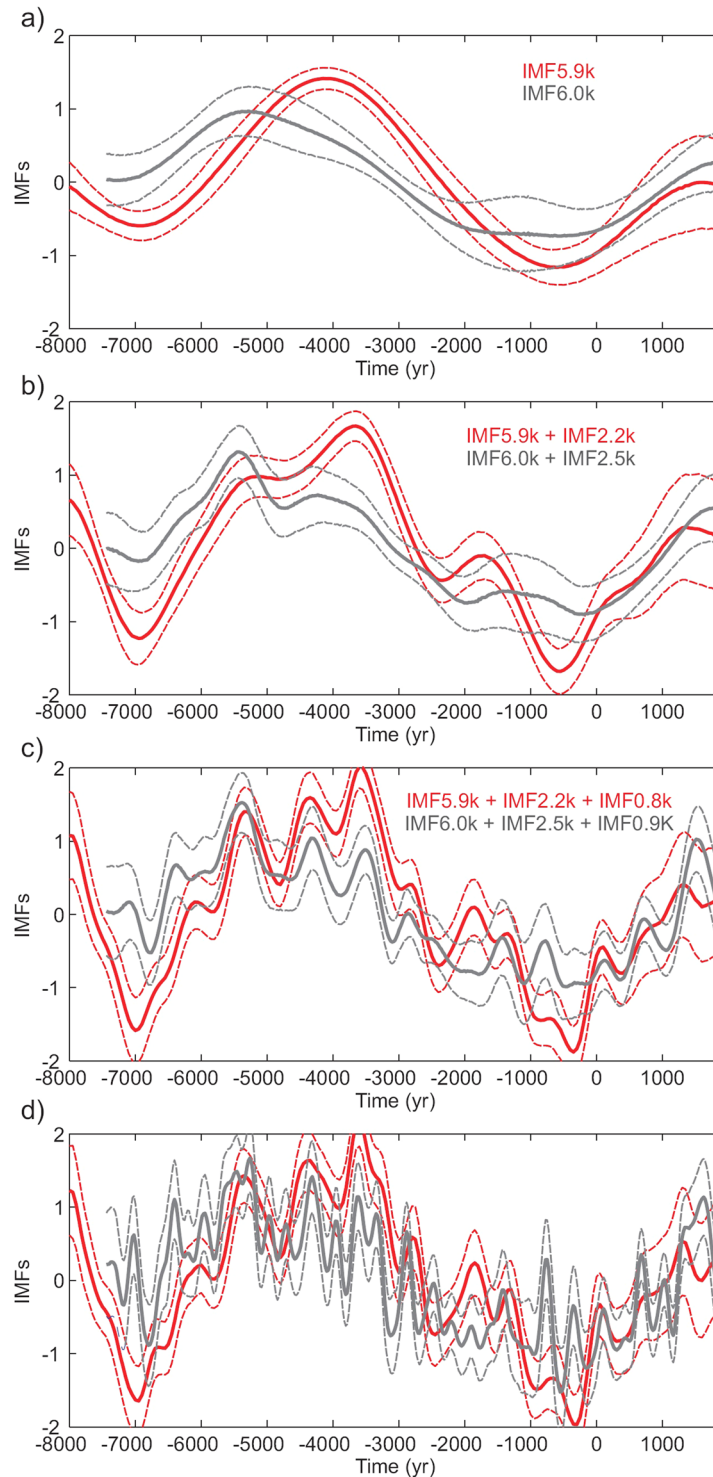 a)
2
IMF5.9k
IMF6.0k
1
IMFs
0
-1
-2
-8000 -7000 -6000 -5000 -4000 -3000 -2000 -1000 0 1000
Time (yr)
b)
2
IMF5.9k + IMF2.2k
IMF6.0k + IMF2.5k
1
IMFs
0
-1
-2
-8000 -7000 -6000 -5000 -4000 -3000 -2000 -1000 0 1000
Time (yr)
c)
2
IMF5.9k + IMF2.2k + IMF0.8k
IMF6.0k + IMF2.5k + IMF0.9K
1
IMFs
0
-1
-2
-8000 -7000 -6000 -5000 -4000 -3000 -2000 -1000 0 1000
Time (yr)
d)
2
1
IMFs
0
-1
-2
-8000 -7000 -6000 -5000 -4000 -3000 -2000 -1000 0 1000
Time (yr)